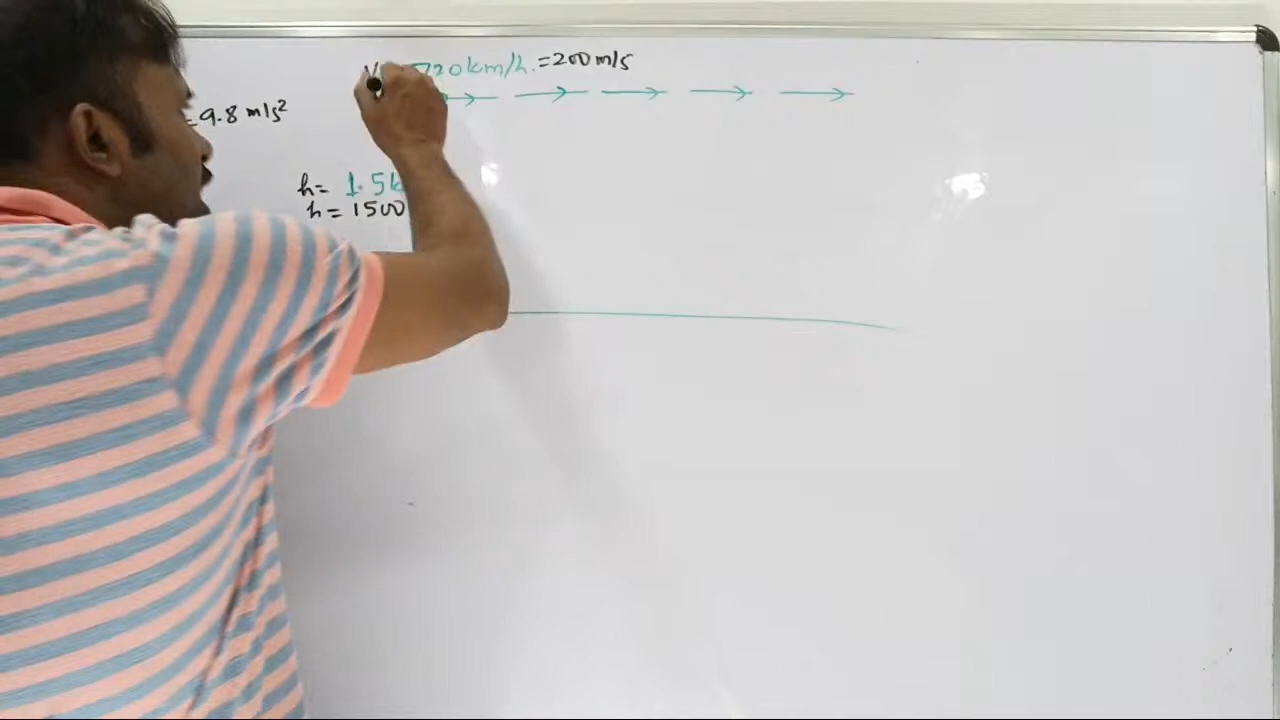 V 720km/h. = 200 m/s
= 9.8 m/s²
h= 1.5k
h = 1500